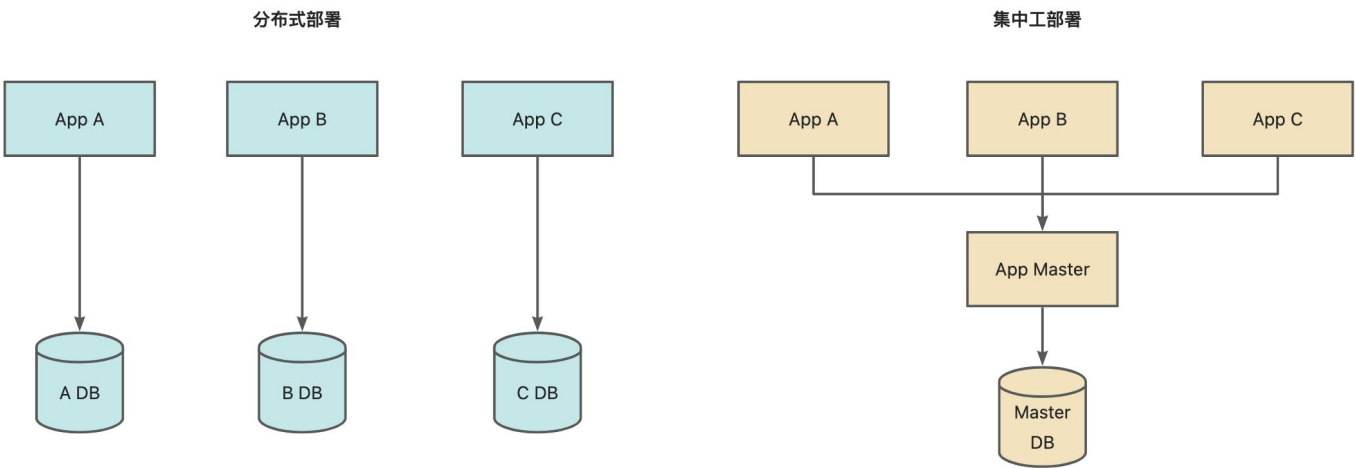 分布式部署
集中工部署
App A
App B
App C
A DB
B DB
C DB
App A
App B
App C
App Master
Master
DB